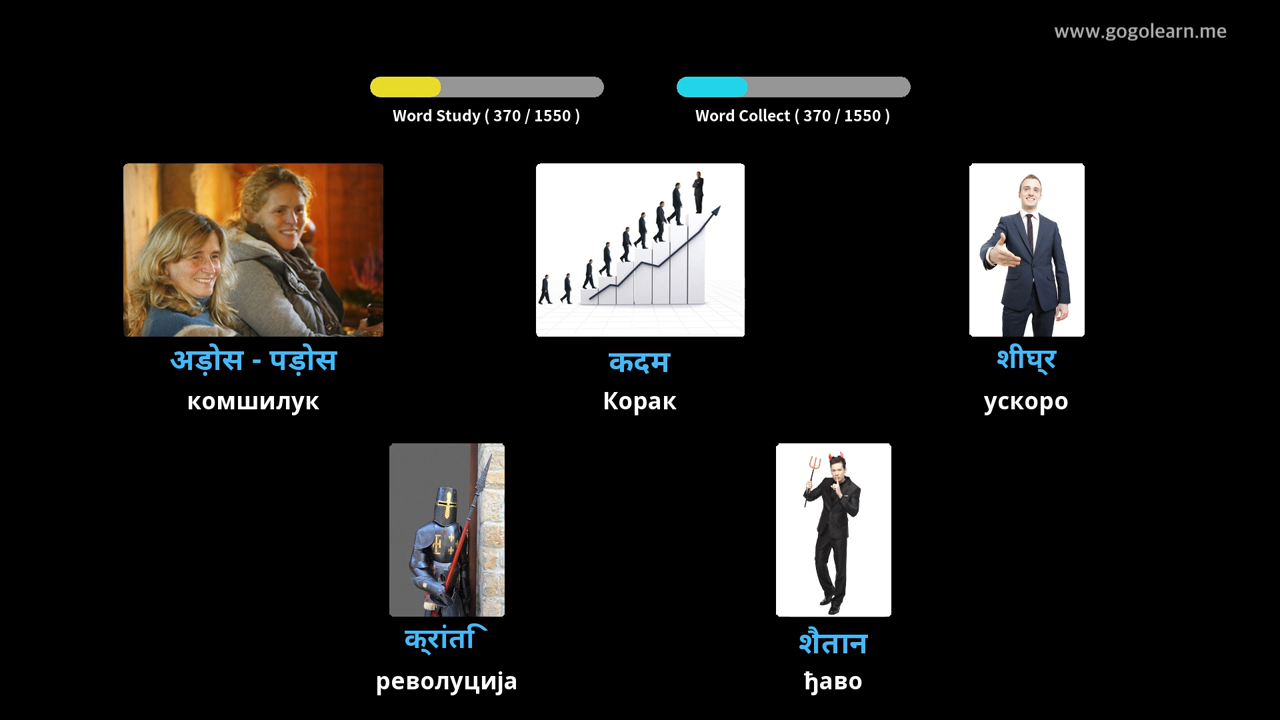 www.gogolearn.me
Word Study ( 370 / 1550 )
Word Collect ( 370 / 1550 )
अड़ोस - पड़ोस
комшилук
कदम
Корак
शीघ्र
ускоро
क्रांति
револуција
शैतान
ђаво